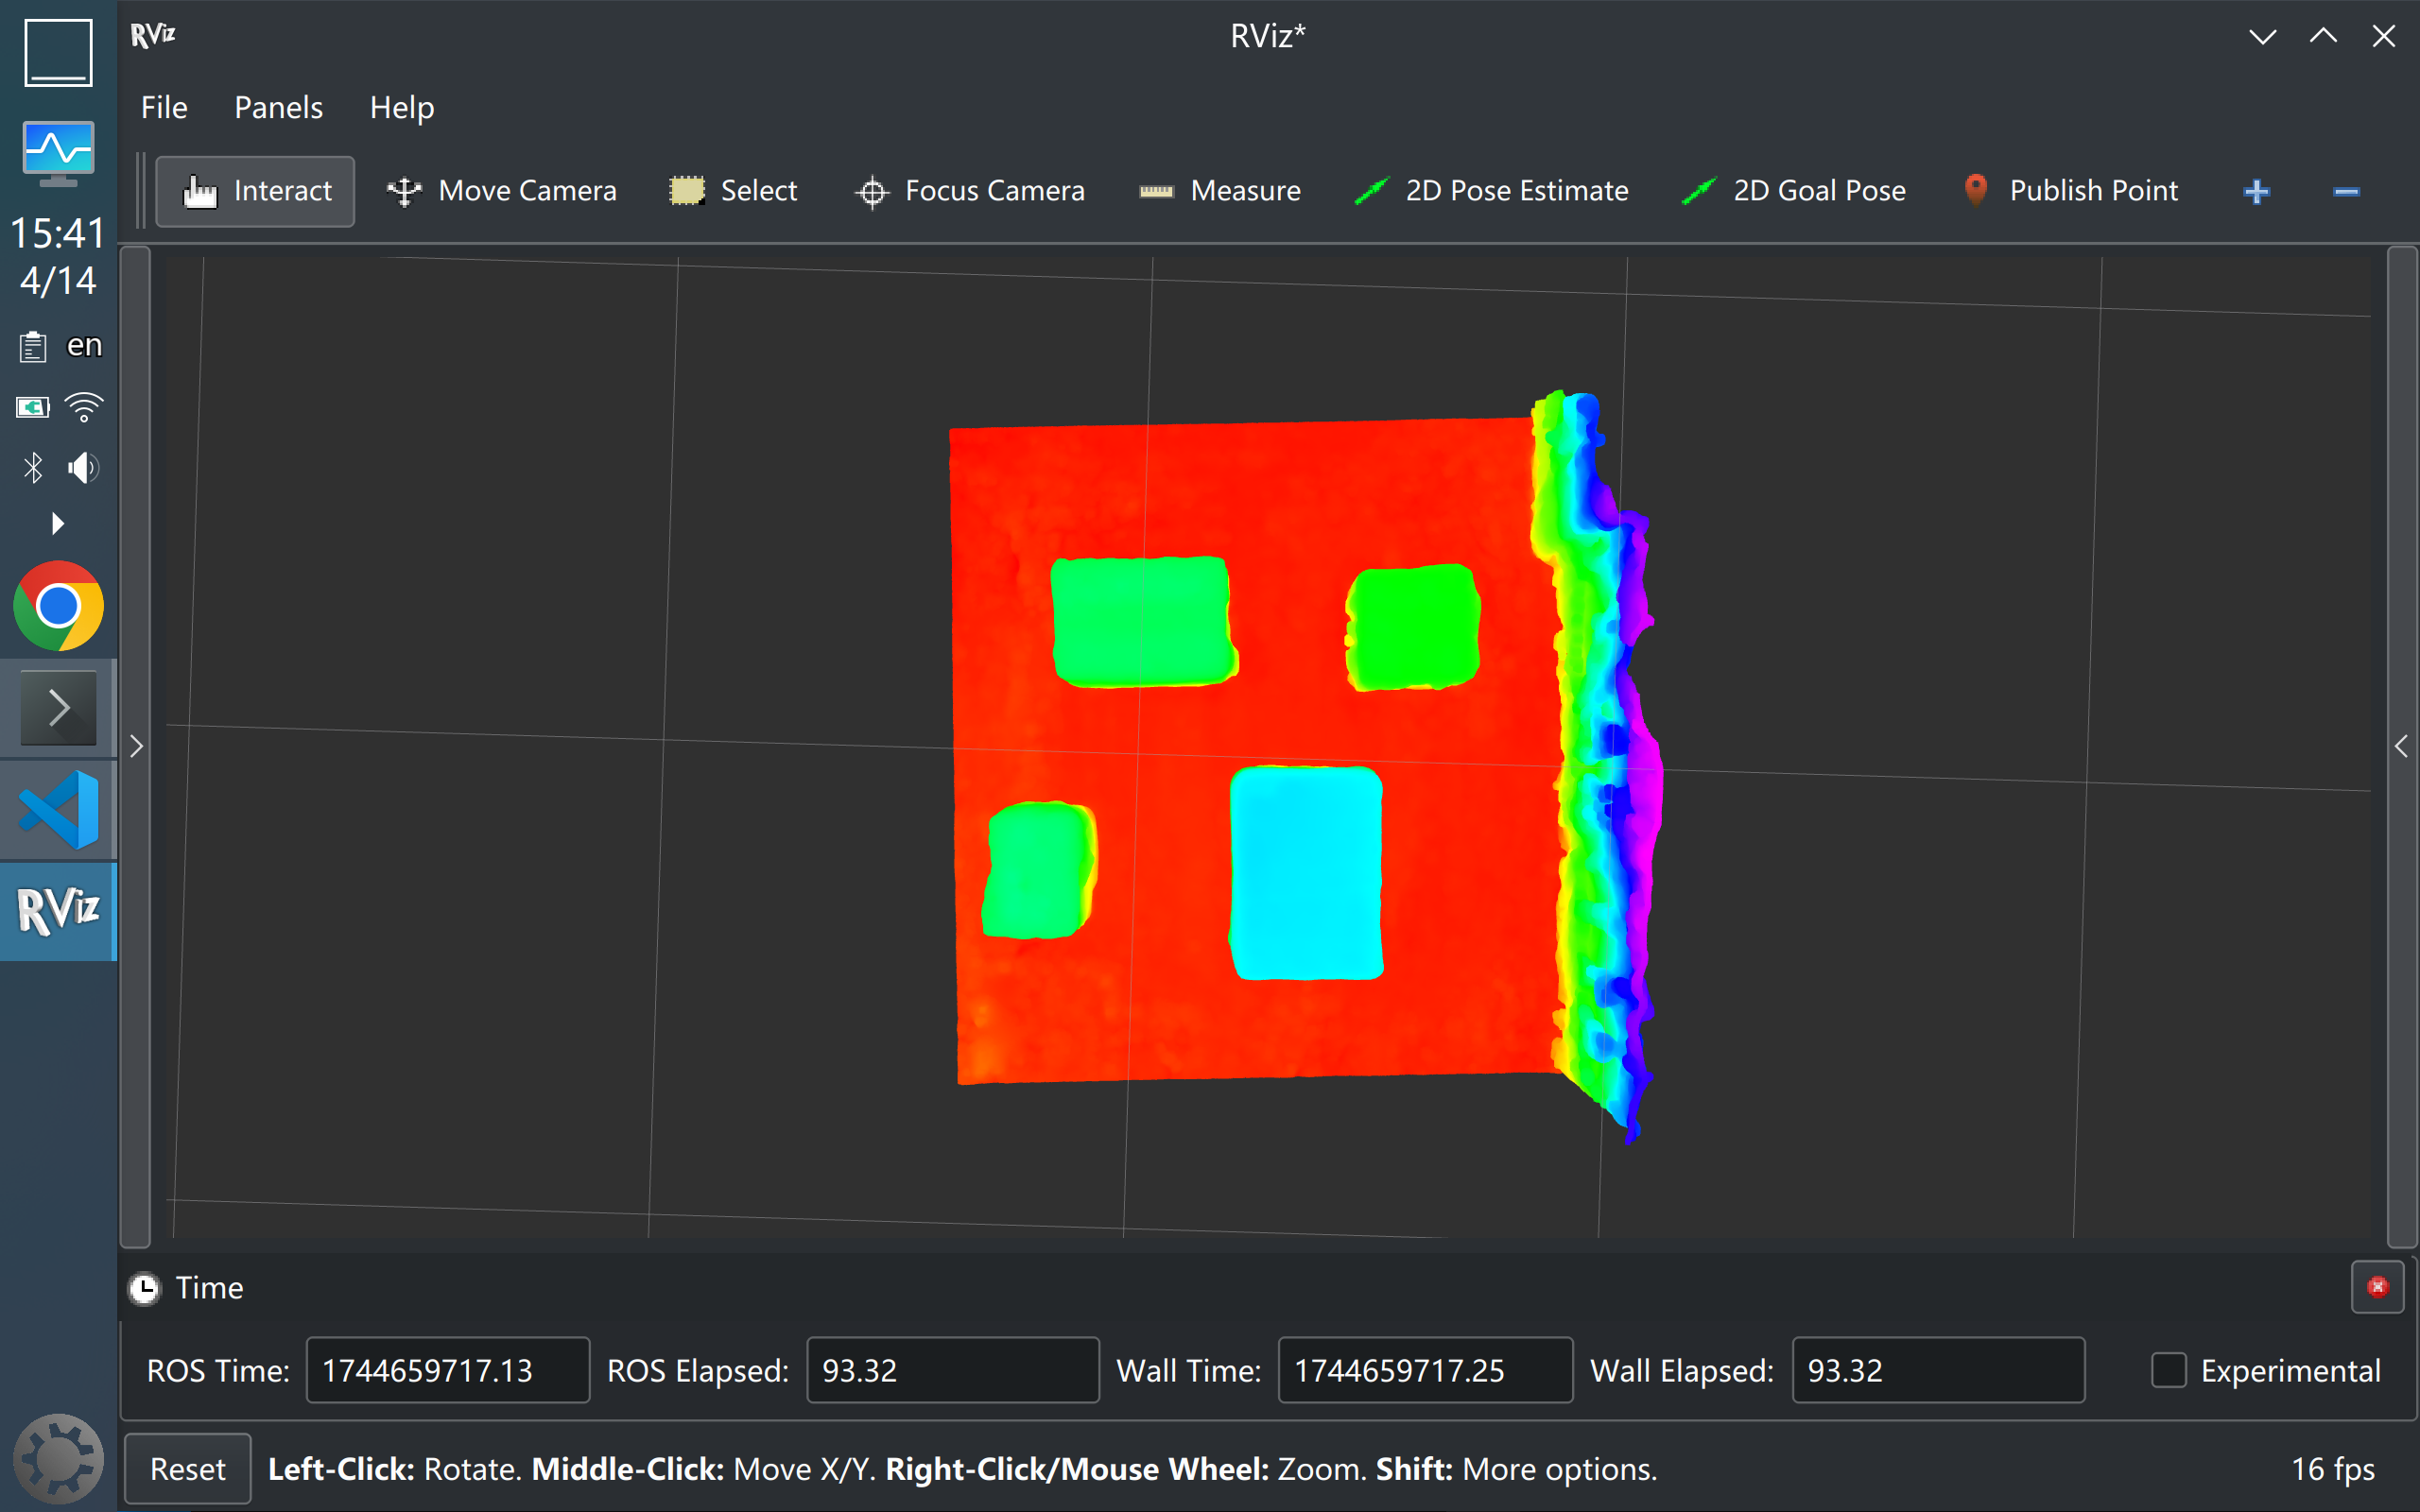 RViz
RViz*
File Panels Help
Interact Move Camera Select Focus Camera Measure 2D Pose Estimate 2D Goal Pose Publish Point
15:41
4/14
en
RViz
Time
ROS Time: 1744659717.13 ROS Elapsed: 93.32 Wall Time: 1744659717.25 Wall Elapsed: 93.32 Experimental
Reset Left-Click: Rotate. Middle-Click: Move X/Y. Right-Click/Mouse Wheel: Zoom. Shift: More options. 16 fps